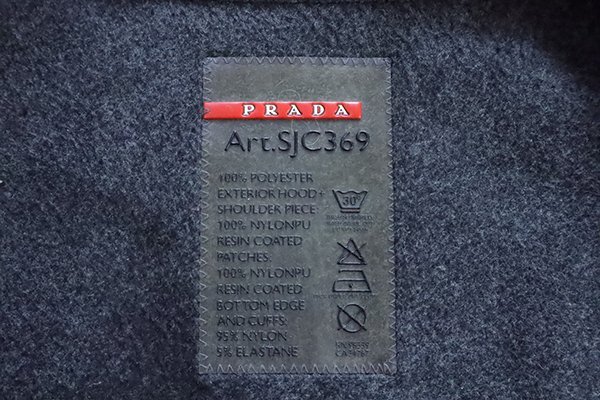 PRADA
Art.SJC369
100% POLYESTER
EXTERIOR HOOD+
SHOULDER PIECE:
100% NYLONPU
RESIN COATED
PATCHES:
100% NYLONPU
RESIN COATED
BOTTOM EDGE
AND CUFFS:
95% NYLON
5% ELASTANE
30°